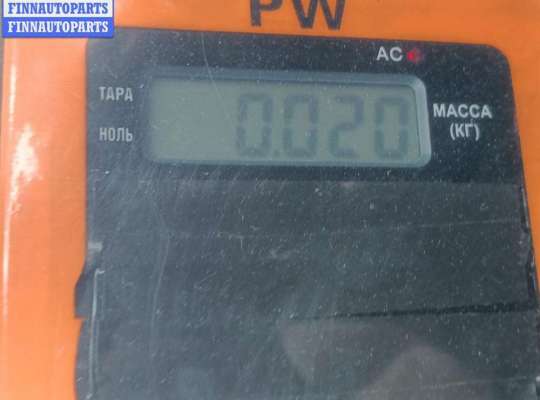 FINNAUTOPARTS
FINNAUTOPARTS
PW
AC
ТАРА
0.020
МАССА
НОЛЬ
(КГ)